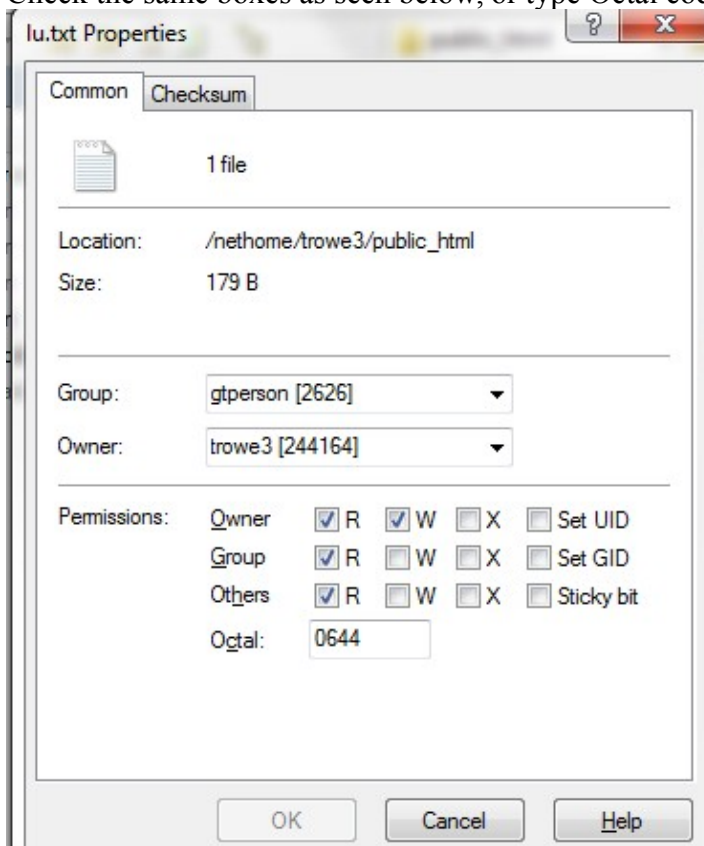 Check the same boxes as seen below, or type Octal co
lu.txt Properties
Common Checksum
1 file
Location: /nethome/trowe3/public_html
Size: 179 B
Group: gtperson [2626]
Owner: trowe3 [244164]
Permissions: Owner R W X Set UID
Group R W X Set GID
Others R W X Sticky bit
Octal: 0644
OK Cancel Help